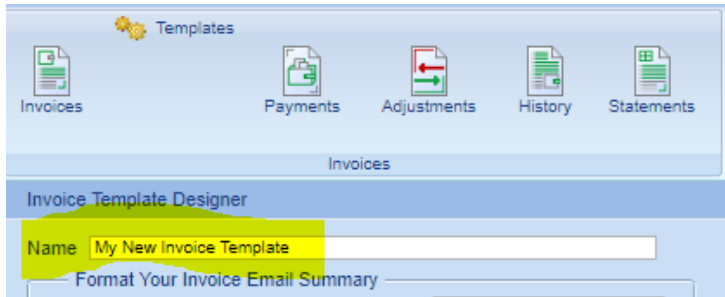 Templates
Invoices Payments Adjustments History Statements
Invoices
Invoice Template Designer
Name My New Invoice Template
Format Your Invoice Email Summary